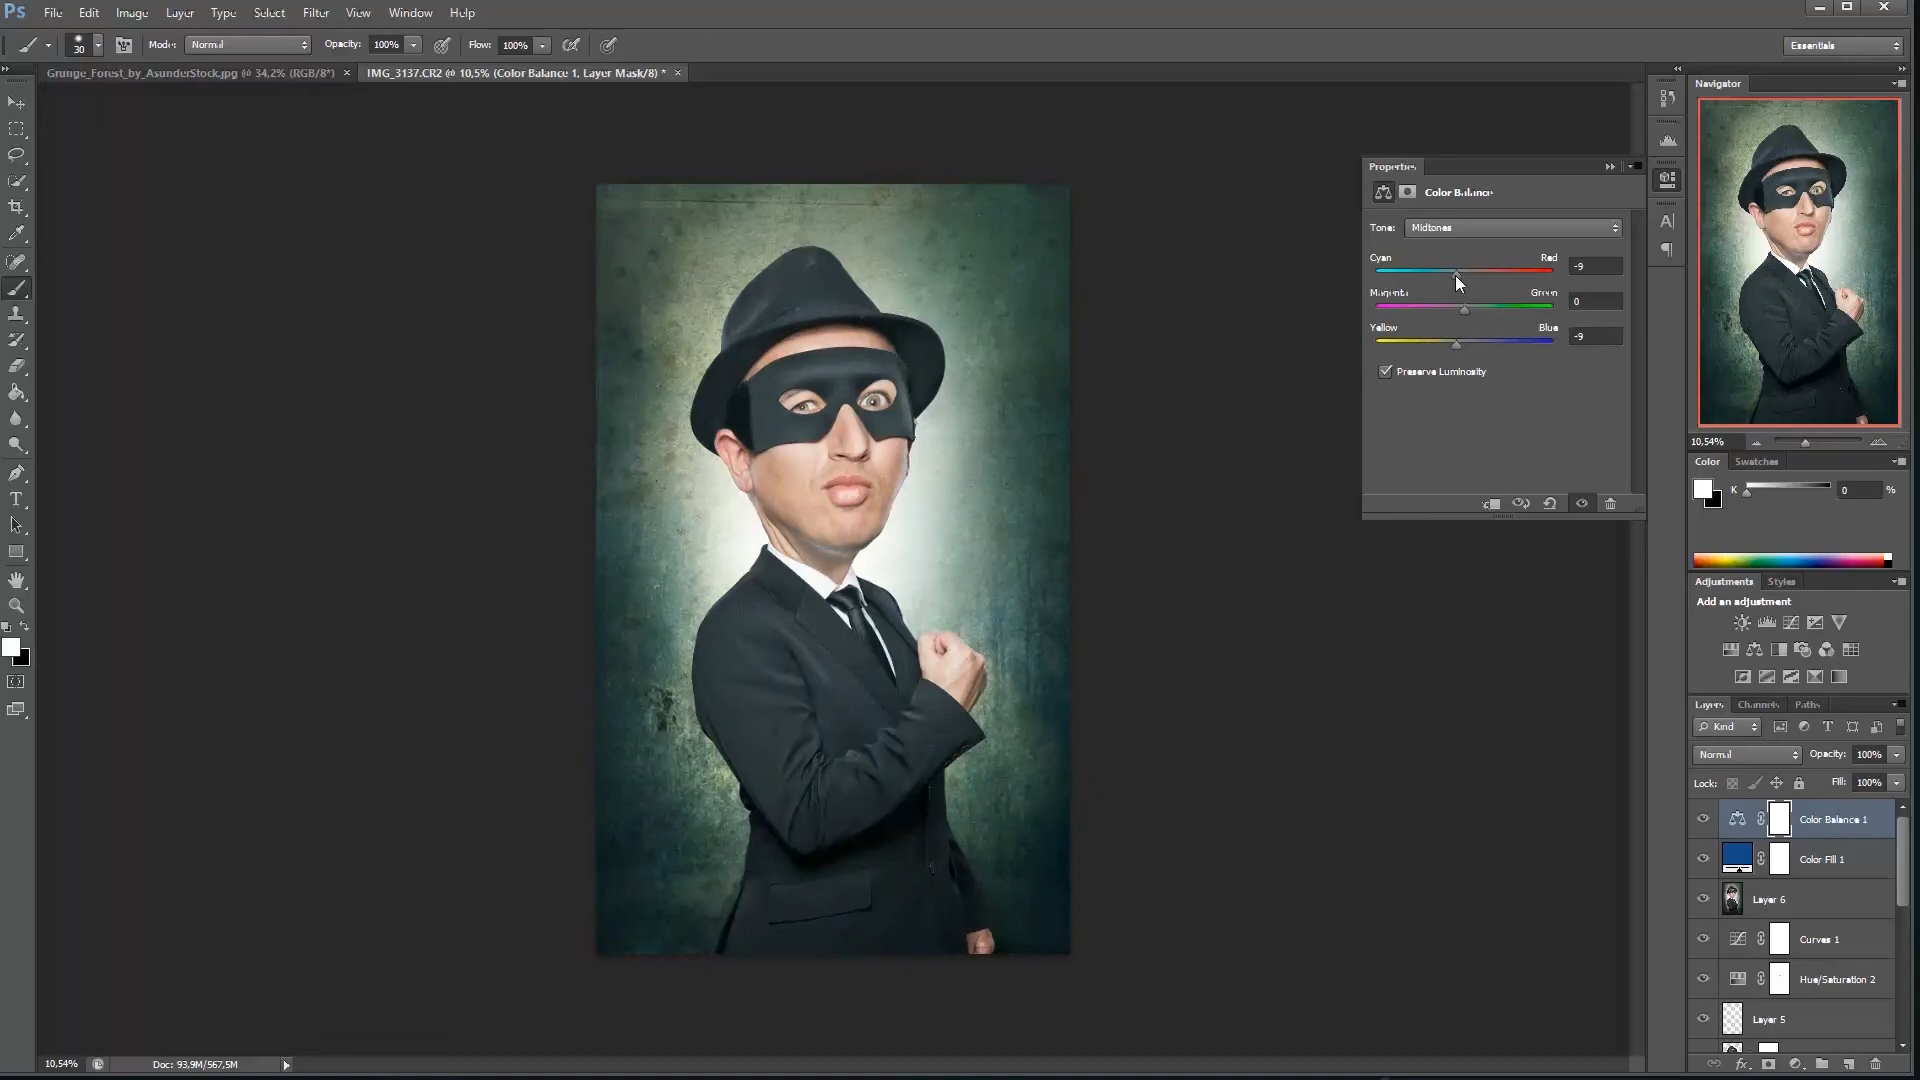 Ps File Edit Image Layer Type Select Filter View Window Help
30 Mode: Normal Opacity: 100% Flow: 100% Essentials
Grunge_Forest_by_AsunderStock.jpg @ 34,2% (RGB/8*) × IMG_3137.CR2 @ 10,5% (Color Balance 1, Layer Mask/8) * ×
Navigator
Properties
Color Balance
Tone: Midtones
Cyan Red -9
Magenta Green 0
Yellow Blue -9
Preserve Luminosity
10,54%
Color Swatches
K 0 %
Adjustments Styles
Add an adjustment
Layers Channels Paths
Kind
Normal Opacity: 100%
Lock: Fill: 100%
Color Balance 1
Color Fill 1
Layer 6
Curves 1
Hue/Saturation 2
Layer 5
10,54% Doc: 93,9M/567,5M